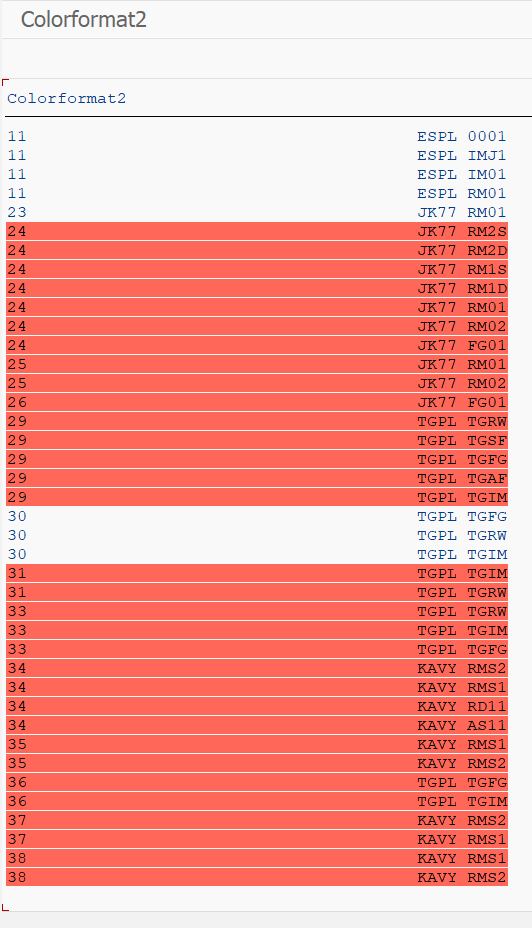 Colorformat2
Colorformat2
11 ESPL 0001
11 ESPL IMJ1
11 ESPL IM01
11 ESPL RM01
23 JK77 RM01
24 JK77 RM2S
24 JK77 RM2D
24 JK77 RM1S
24 JK77 RM1D
24 JK77 RM01
24 JK77 RM02
24 JK77 FG01
25 JK77 RM01
25 JK77 RM02
26 JK77 FG01
29 TGPL TGRW
29 TGPL TGSF
29 TGPL TGFG
29 TGPL TGAF
29 TGPL TGIM
30 TGPL TGFG
30 TGPL TGRW
30 TGPL TGIM
31 TGPL TGIM
31 TGPL TGRW
33 TGPL TGRW
33 TGPL TGIM
33 TGPL TGFG
34 KAVY RMS2
34 KAVY RMS1
34 KAVY RD11
34 KAVY AS11
35 KAVY RMS1
35 KAVY RMS2
36 TGPL TGFG
36 TGPL TGIM
37 KAVY RMS2
37 KAVY RMS1
38 KAVY RMS1
38 KAVY RMS2